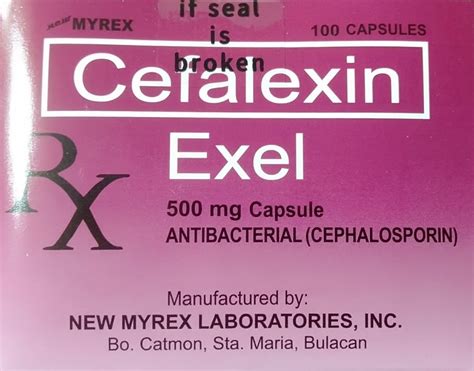 if seal
is
broken
MYREX
100 CAPSULES
Cefalexin
Exel
Rx
500 mg Capsule
ANTIBACTERIAL (CEPHALOSPORIN)
Manufactured by:
NEW MYREX LABORATORIES, INC.
Bo. Catmon, Sta. Maria, Bulacan